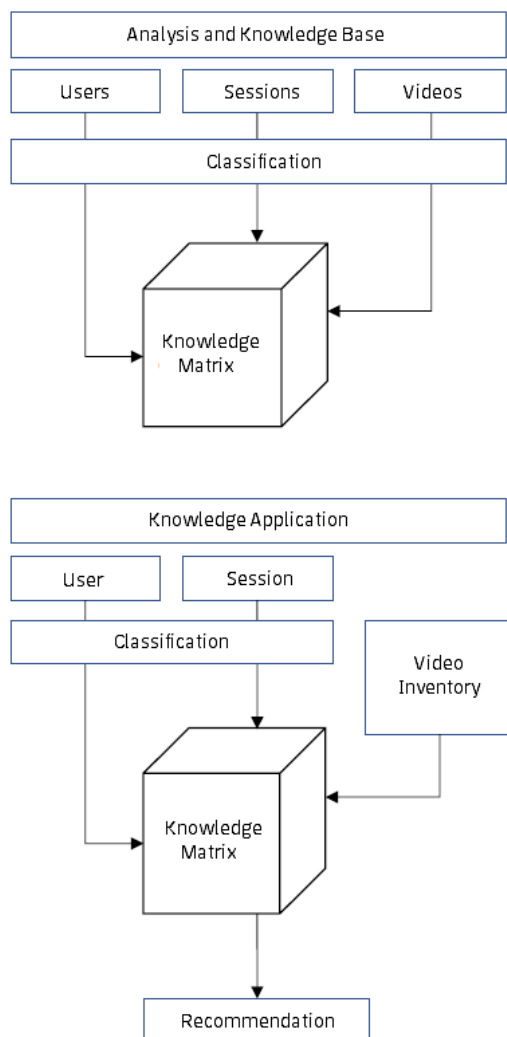 Analysis and Knowledge Base
Users
Sessions
Videos
Classification
Knowledge
Matrix
Knowledge Application
User
Session
Classification
Video
Inventory
Knowledge
Matrix
Recommendation